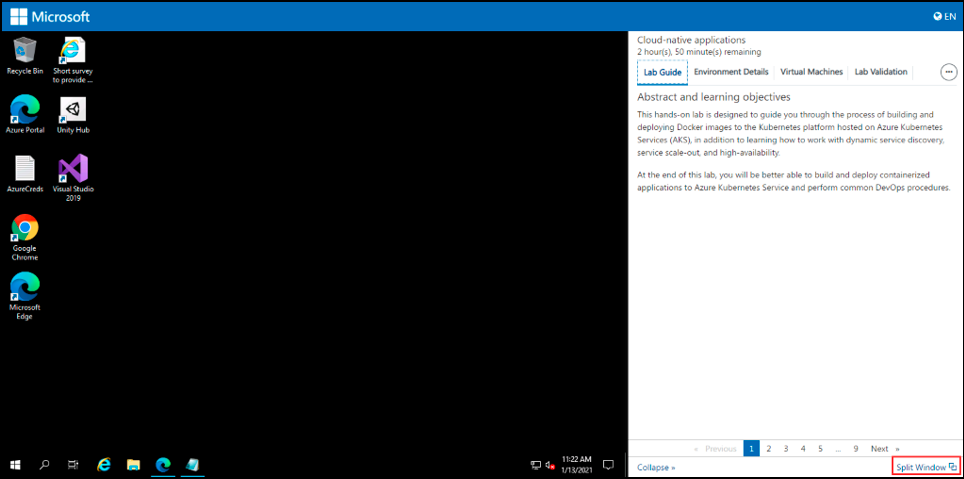 Microsoft
EN
Recycle Bin
Short survey
to provide ...
Azure Portal
Unity Hub
AzureCreds
Visual Studio
2019
Google
Chrome
Microsoft
Edge
11:22 AM
1/13/2021
Cloud-native applications
2 hour(s), 50 minute(s) remaining
Lab Guide
Environment Details
Virtual Machines
Lab Validation
Abstract and learning objectives
This hands-on lab is designed to guide you through the process of building and
deploying Docker images to the Kubernetes platform hosted on Azure Kubernetes
Services (AKS), in addition to learning how to work with dynamic service discovery,
service scale-out, and high-availability.
At the end of this lab, you will be better able to build and deploy containerized
applications to Azure Kubernetes Service and perform common DevOps procedures.
« Previous 1 2 3 4 5 ... 9 Next »
Collapse »
Split Window